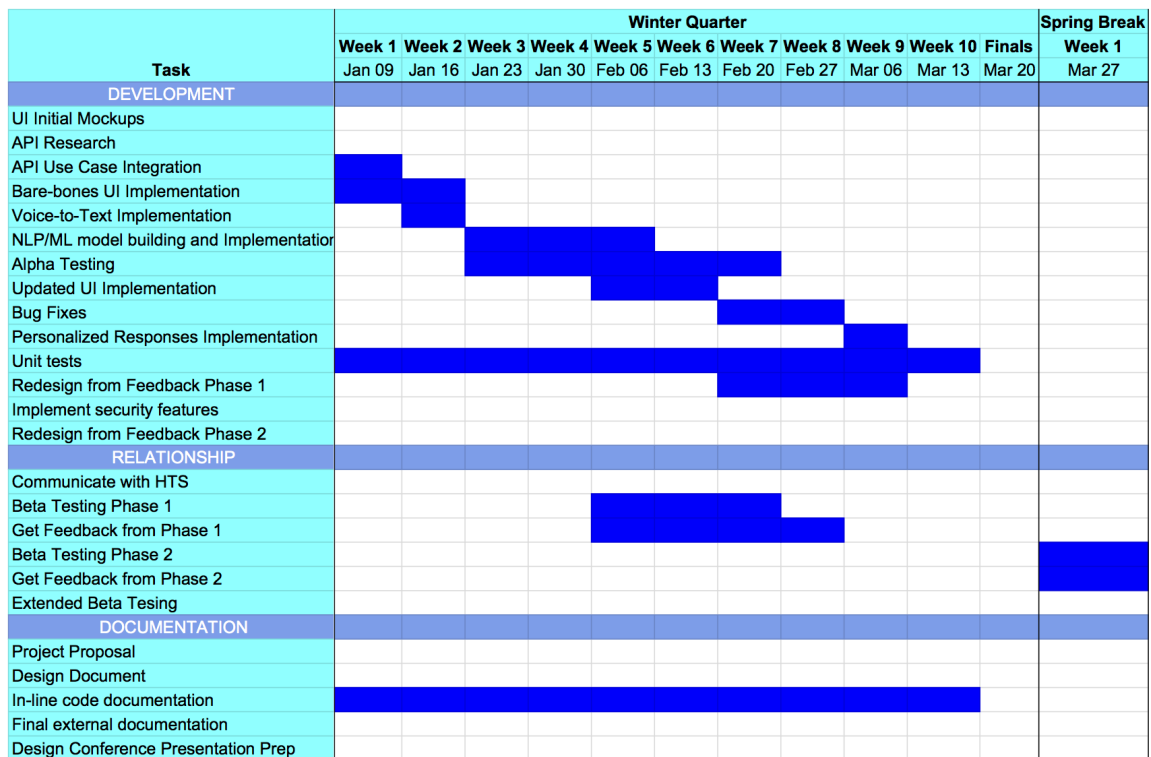 Winter Quarter Spring Break
Week 1 Week 2 Week 3 Week 4 Week 5 Week 6 Week 7 Week 8 Week 9 Week 10 Finals Week 1
Task Jan 09 Jan 16 Jan 23 Jan 30 Feb 06 Feb 13 Feb 20 Feb 27 Mar 06 Mar 13 Mar 20 Mar 27
DEVELOPMENT
UI Initial Mockups
API Research
API Use Case Integration
Bare-bones UI Implementation
Voice-to-Text Implementation
NLP/ML model building and Implementation
Alpha Testing
Updated UI Implementation
Bug Fixes
Personalized Responses Implementation
Unit tests
Redesign from Feedback Phase 1
Implement security features
Redesign from Feedback Phase 2
RELATIONSHIP
Communicate with HTS
Beta Testing Phase 1
Get Feedback from Phase 1
Beta Testing Phase 2
Get Feedback from Phase 2
Extended Beta Tesing
DOCUMENTATION
Project Proposal
Design Document
In-line code documentation
Final external documentation
Design Conference Presentation Prep